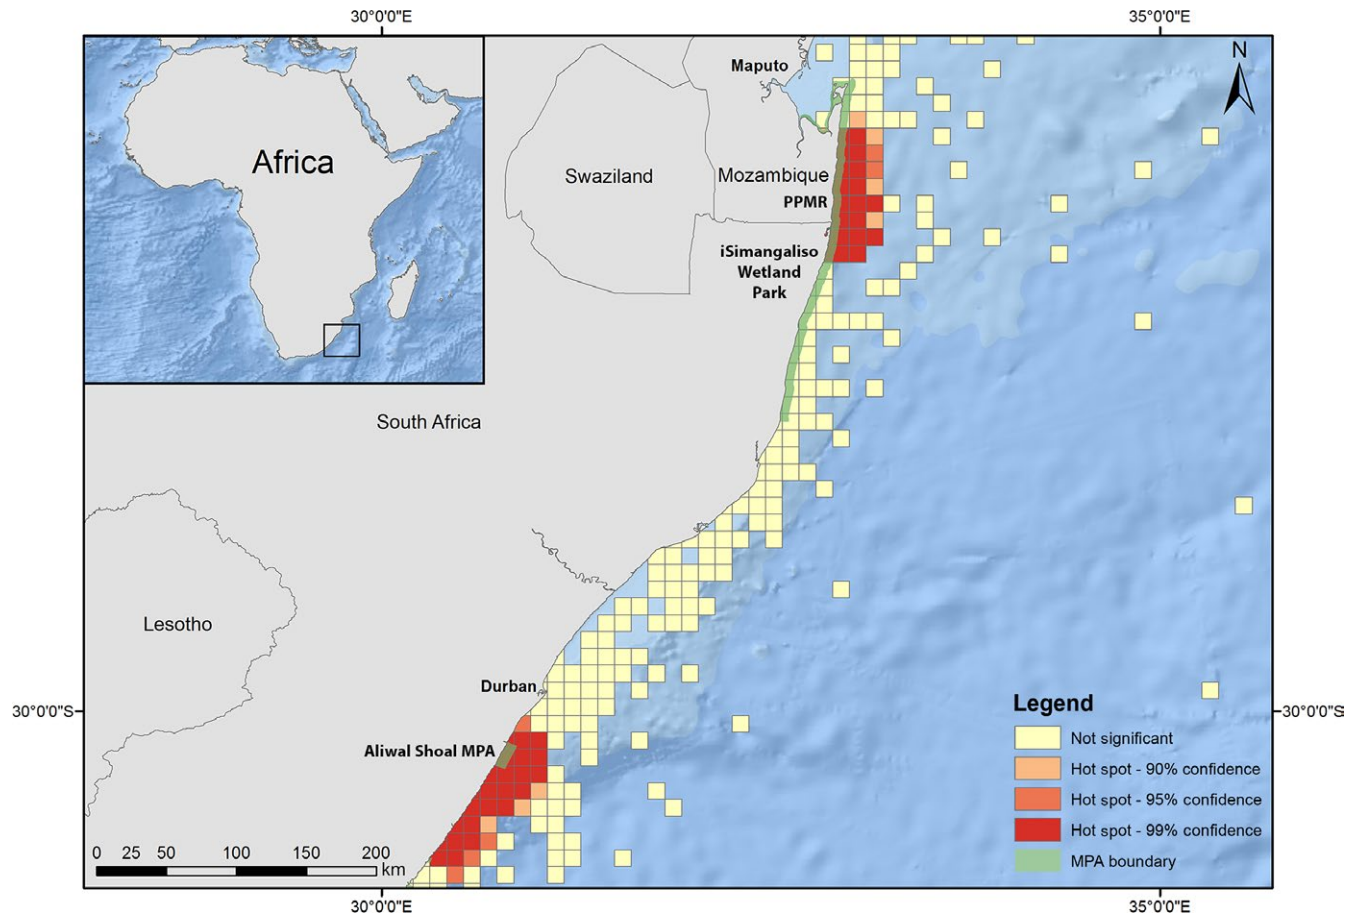 30°0'0"E
35°0'0"E
N
Maputo
Africa
Swaziland
Mozambique
PPMR
iSimangaliso
Wetland
Park
South Africa
Lesotho
Durban
Aliwal Shoal MPA
30°0'0"S
30°0'0"S
Legend
Not significant
Hot spot - 90% confidence
Hot spot - 95% confidence
Hot spot - 99% confidence
MPA boundary
0 25 50 100 150 200
km
30°0'0"E
35°0'0"E